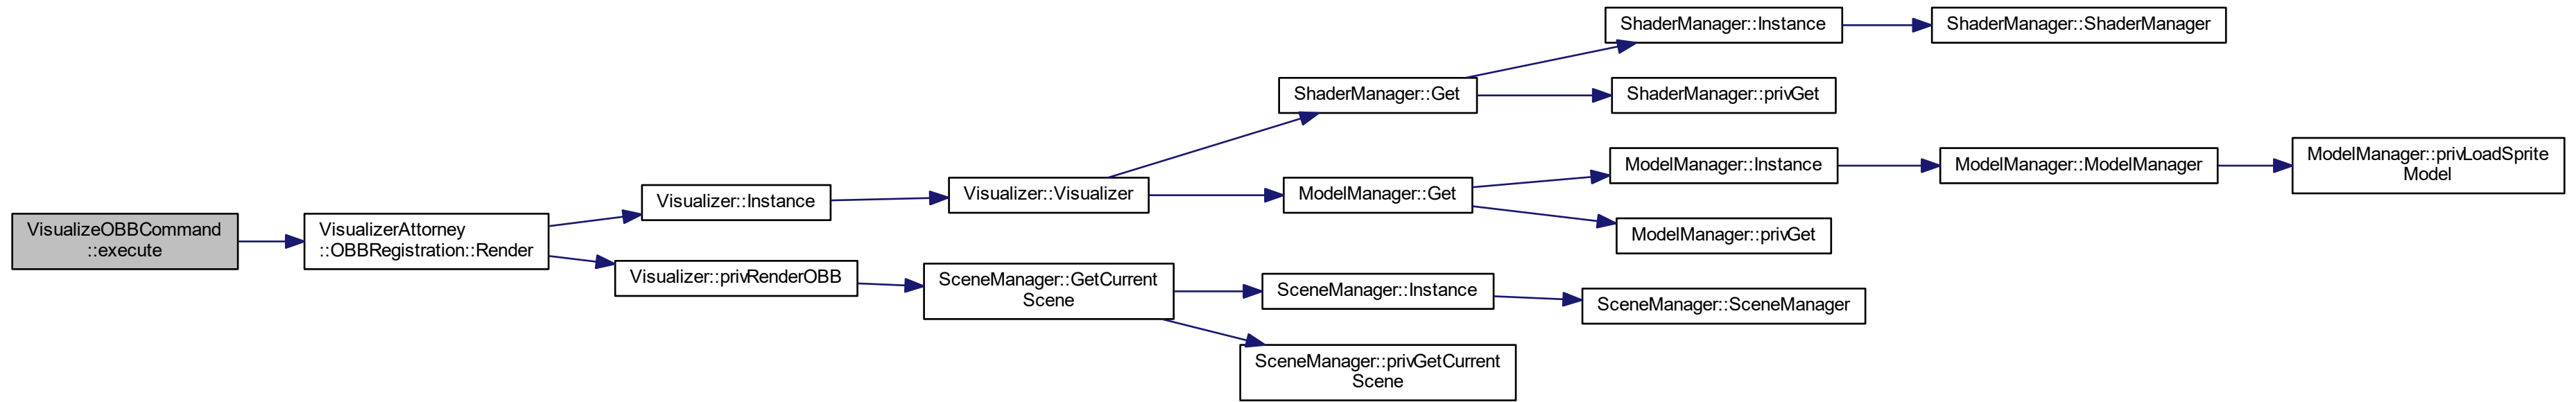 VisualizeOBBCommand
::execute
VisualizerAttorney
::OBBRegistration::Render
Visualizer::Instance
Visualizer::privRenderOBB
Visualizer::Visualizer
SceneManager::GetCurrent
Scene
ShaderManager::Get
ModelManager::Get
SceneManager::Instance
SceneManager::privGetCurrent
Scene
ShaderManager::Instance
ShaderManager::privGet
ModelManager::Instance
ModelManager::privGet
SceneManager::SceneManager
ShaderManager::ShaderManager
ModelManager::ModelManager
ModelManager::privLoadSprite
Model